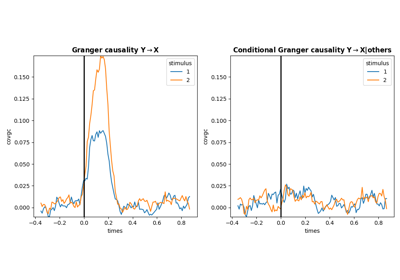 Granger causality Y→X
stimulus
1
2
0.150
0.125
0.100
0.075
0.050
0.025
0.000
covgc
−0.4 −0.2 0.0 0.2 0.4 0.6 0.8
times
Conditional Granger causality Y→X|others
stimulus
1
2
0.150
0.125
0.100
0.075
0.050
0.025
0.000
covgc
−0.4 −0.2 0.0 0.2 0.4 0.6 0.8
times